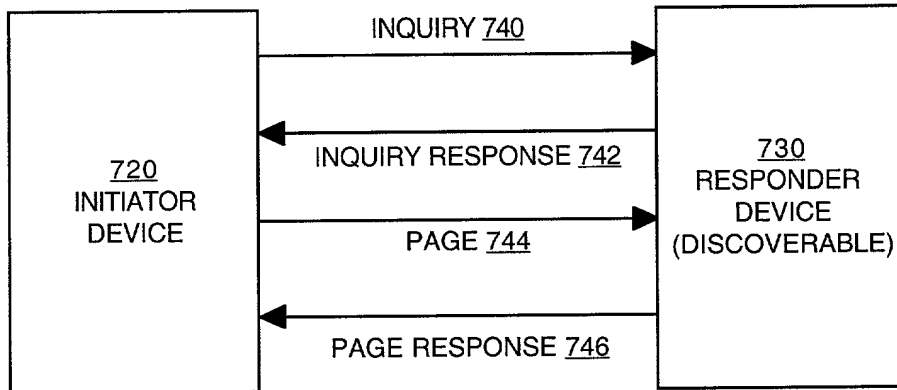 INQUIRY 740
INQUIRY RESPONSE 742
PAGE 744
PAGE RESPONSE 746
720
INITIATOR
DEVICE
730
RESPONDER
DEVICE
(DISCOVERABLE)